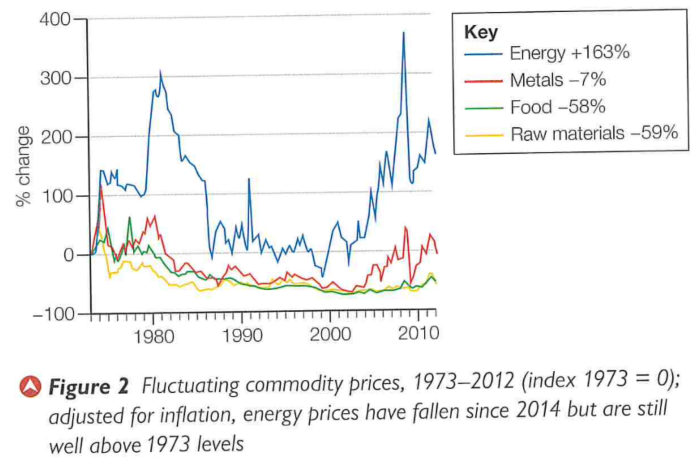 400
300
200
100
0
−100
% change
1980
1990
2000
2010
Key
Energy +163%
Metals −7%
Food −58%
Raw materials −59%
Figure 2 Fluctuating commodity prices, 1973–2012 (index 1973 = 0);
adjusted for inflation, energy prices have fallen since 2014 but are still
well above 1973 levels